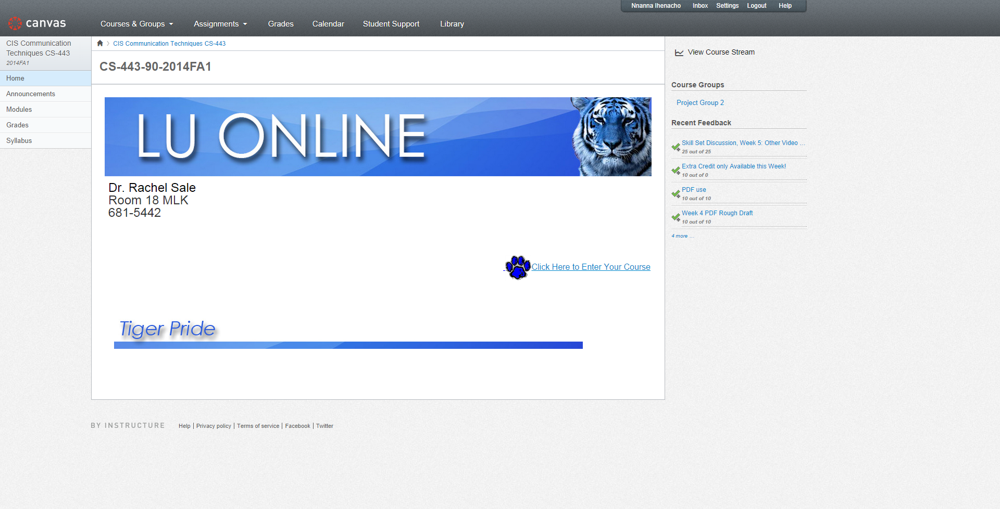 Nnanna Ihenacho Inbox Settings Logout Help
canvas
Courses & Groups Assignments Grades Calendar Student Support Library
CIS Communication
Techniques CS-443
2014FA1
Home
Announcements
Modules
Grades
Syllabus
CIS Communication Techniques CS-443
CS-443-90-2014FA1
LU ONLINE
Dr. Rachel Sale
Room 18 MLK
681-5442
Click Here to Enter Your Course
Tiger Pride
View Course Stream
Course Groups
Project Group 2
Recent Feedback
Skill Set Discussion, Week 5: Other Video ...
25 out of 25
Extra Credit only Available this Week!
10 out of 0
PDF use
10 out of 10
Week 4 PDF Rough Draft
10 out of 10
4 more ...
BY INSTRUCTURE Help | Privacy policy | Terms of service | Facebook | Twitter